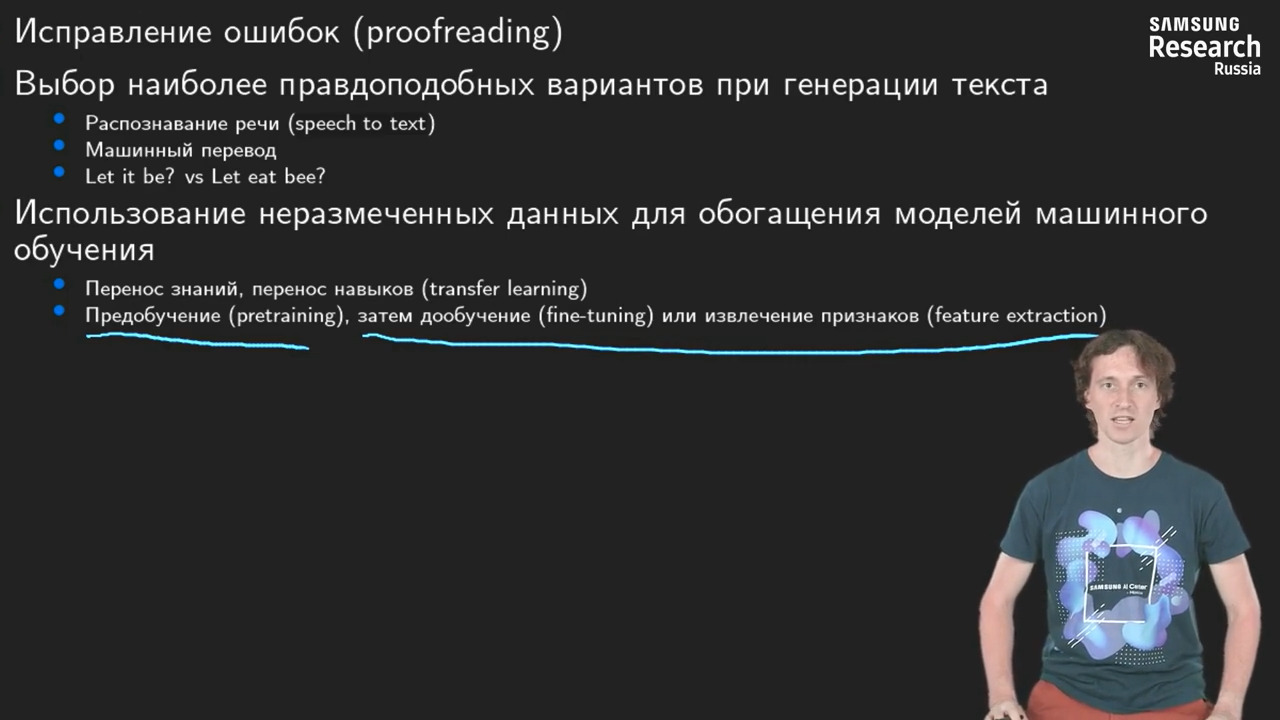 Исправление ошибок (proofreading)
SAMSUNG
Research
Russia
Выбор наиболее правдоподобных вариантов при генерации текста
Распознавание речи (speech to text)
Машинный перевод
Let it be? vs Let eat bee?
Использование неразмеченных данных для обогащения моделей машинного
обучения
Перенос знаний, перенос навыков (transfer learning)
Предобучение (pretraining), затем дообучение (fine-tuning) или извлечение признаков (feature extraction)
SAMSUNG AI Center